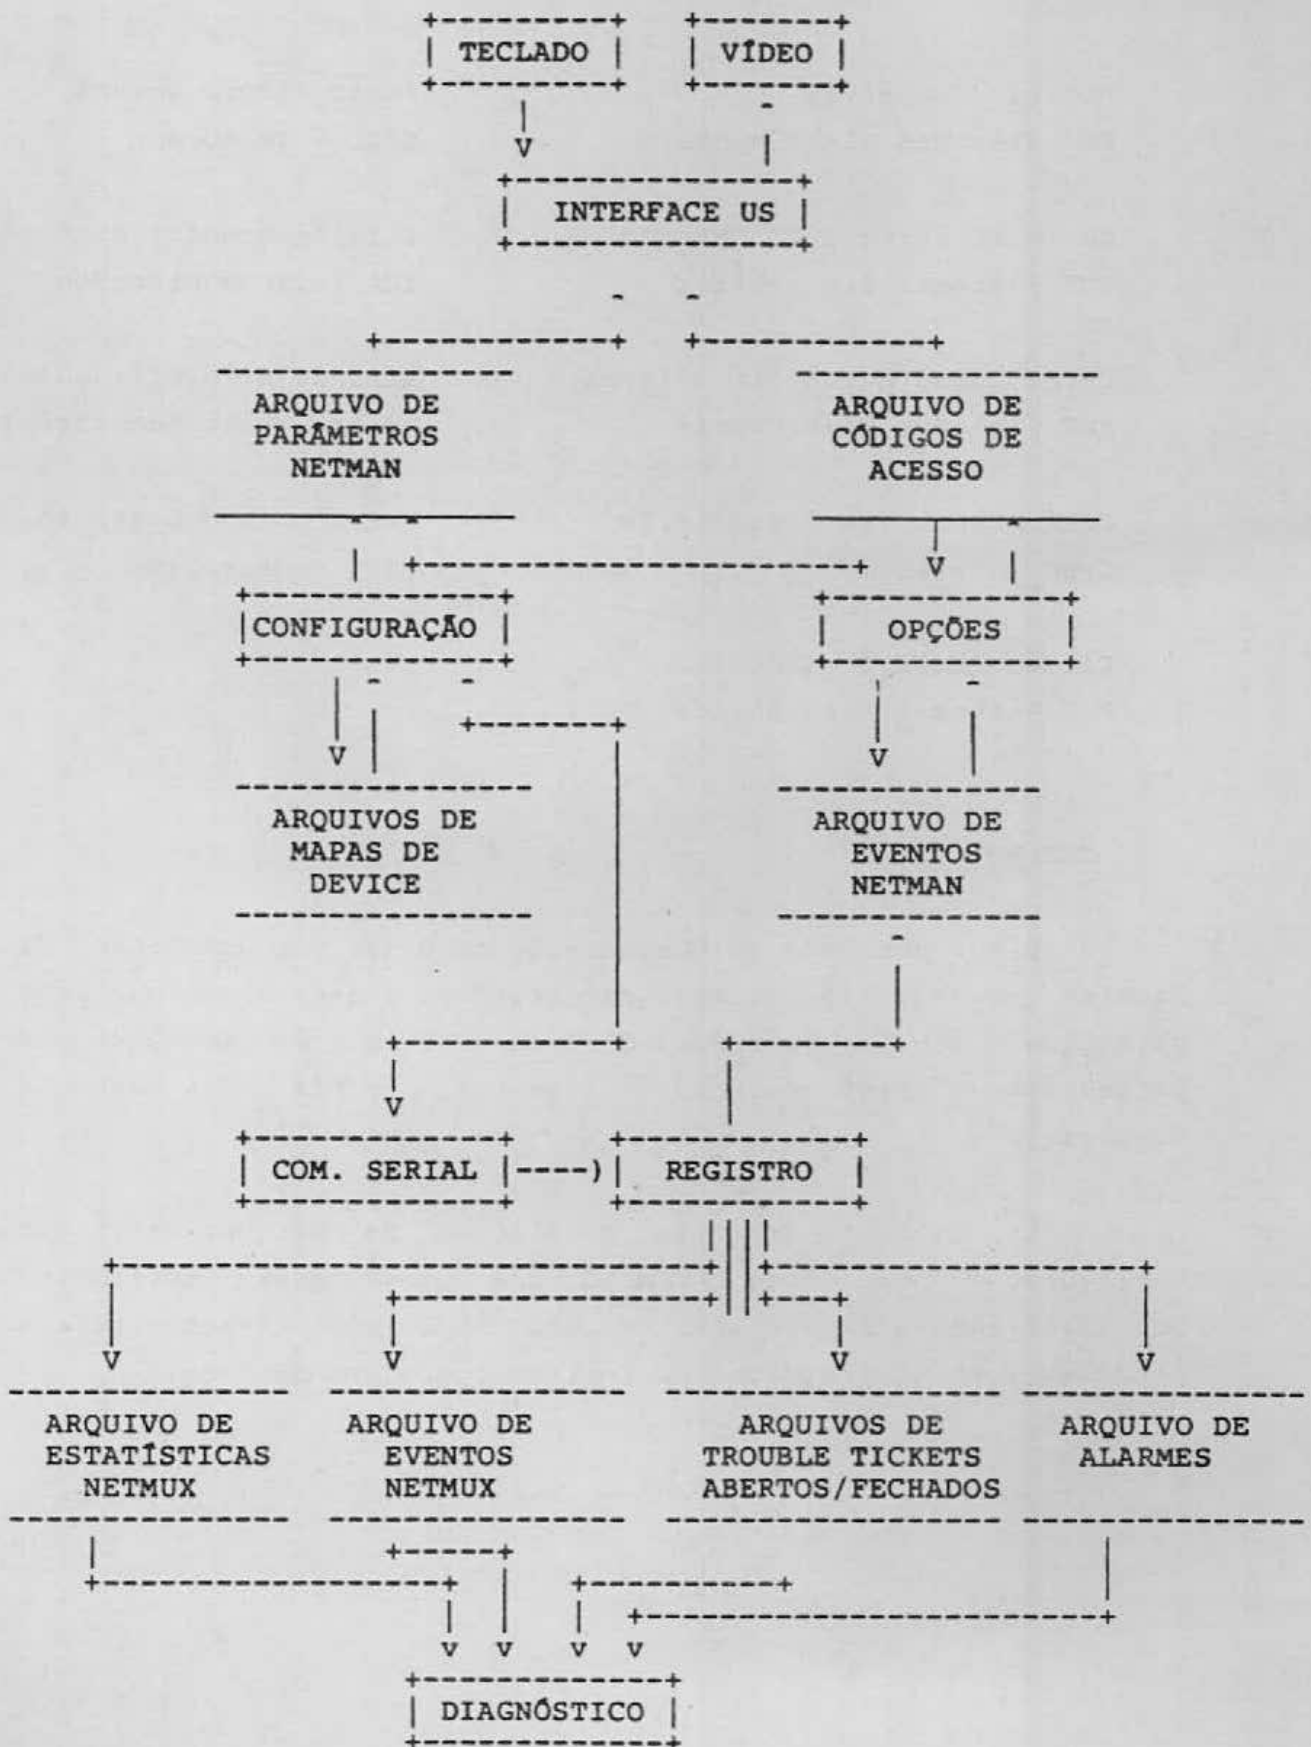 TECLADO VÍDEO
INTERFACE US
ARQUIVO DE ARQUIVO DE
PARÂMETROS CÓDIGOS DE
NETMAN ACESSO
CONFIGURAÇÃO OPÇÕES
ARQUIVOS DE ARQUIVO DE
MAPAS DE EVENTOS
DEVICE NETMAN
COM. SERIAL REGISTRO
ARQUIVO DE ARQUIVO DE ARQUIVOS DE ARQUIVO DE
ESTATÍSTICAS EVENTOS TROUBLE TICKETS ALARMES
NETMUX NETMUX ABERTOS/FECHADOS
DIAGNÓSTICO